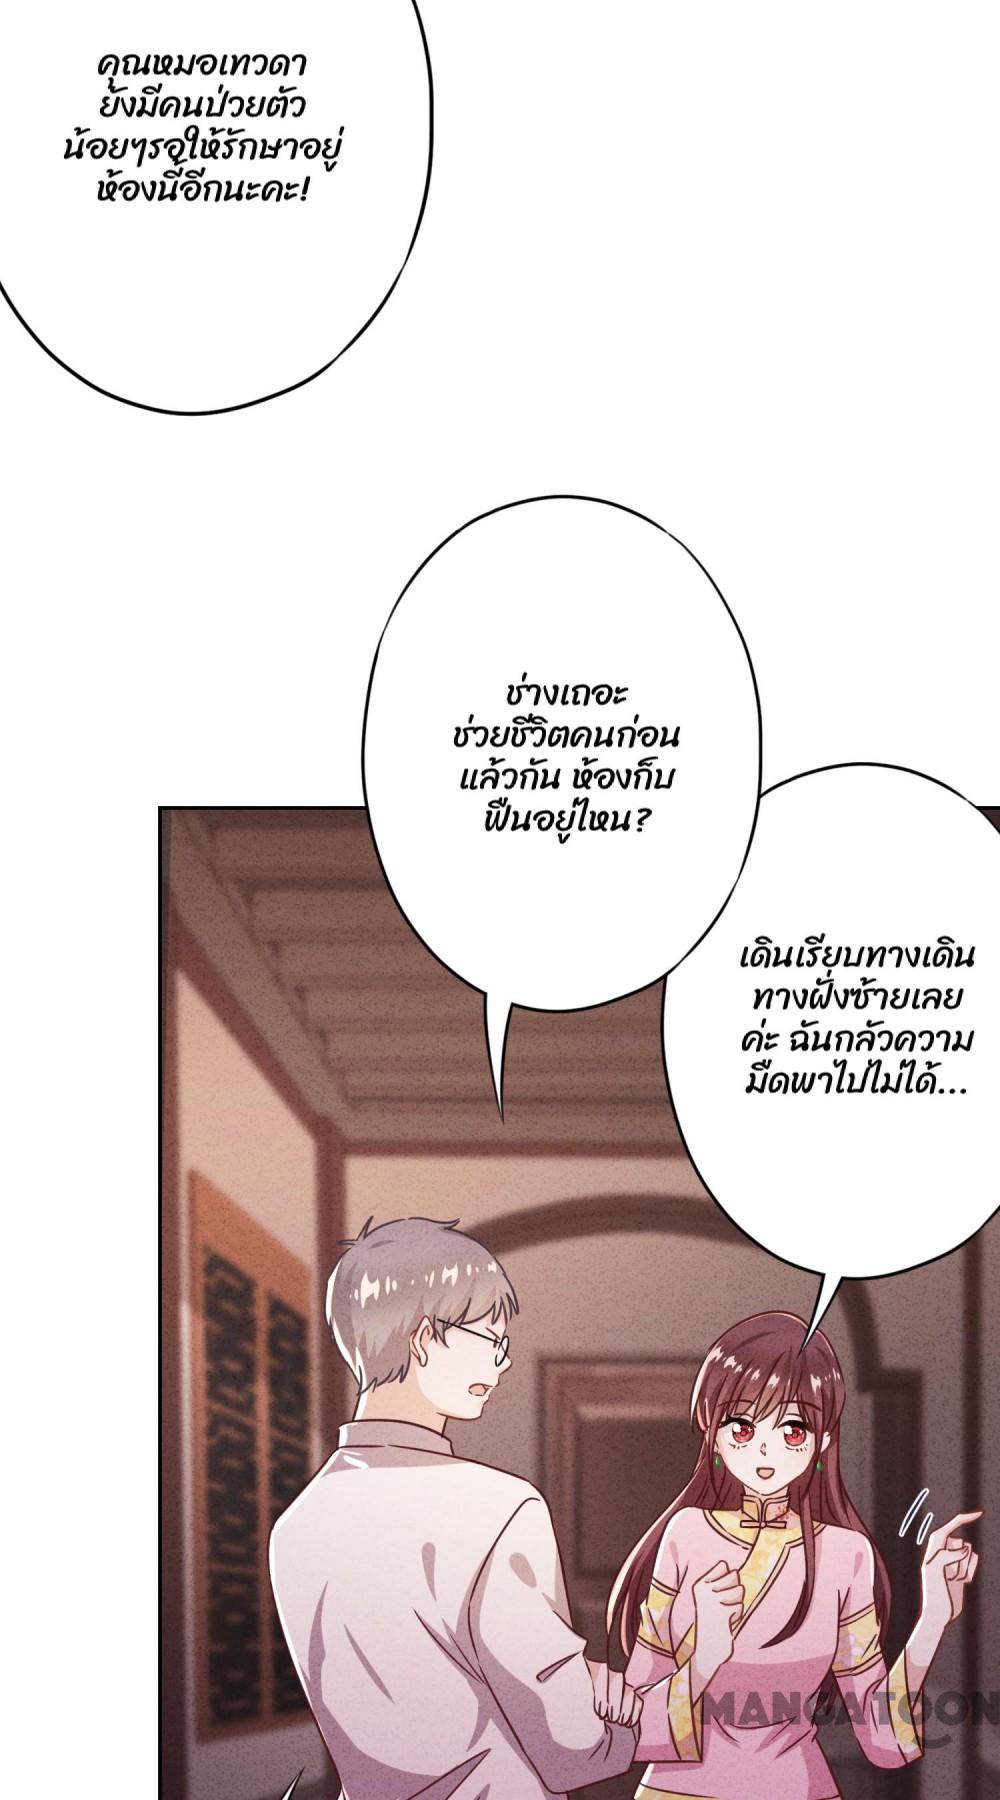 คุณหมอเทวดา
ยังมีคนป่วยตัว
น้อยๆรอให้รักษาอยู่
ห้องนี้อีกนะคะ!
ช่างเถอะ
ช่วยชีวิตคนก่อน
แล้วกัน ห้องก็บ
ฟืนอยู่ไหน?
เดินเรียบทางเดิน
ทางฝั่งซ้ายเลย
ค่ะ ฉันกลัวความ
มืดพาไปไม่ได้...
MANGATOON